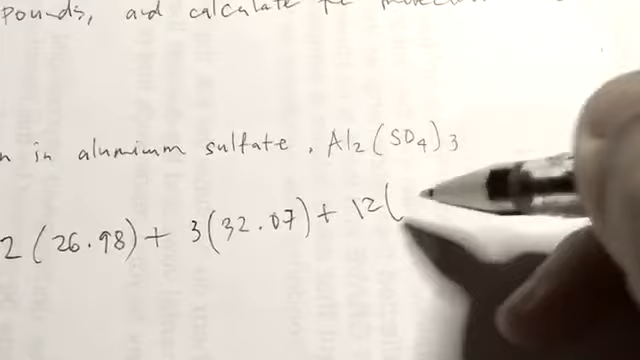 pounds, and calculate the
n in aluminum sulfate, Al2(SO4)3
2(26.98) + 3(32.07) + 12(